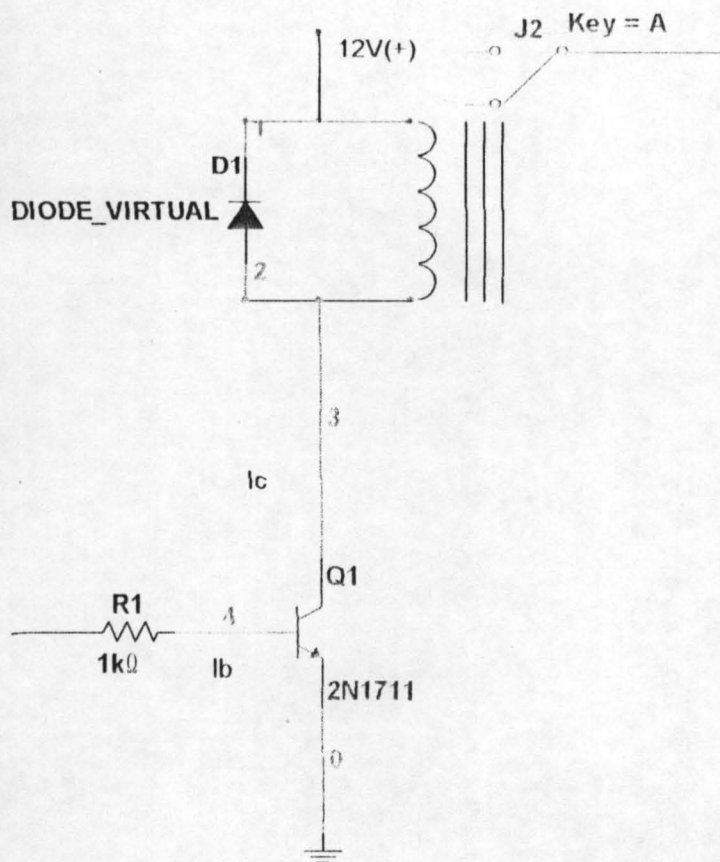 J2 Key = A
12V(+)
1
D1
DIODE_VIRTUAL
2
3
Ic
Q1
R1
4
1kΩ
Ib
2N1711
0